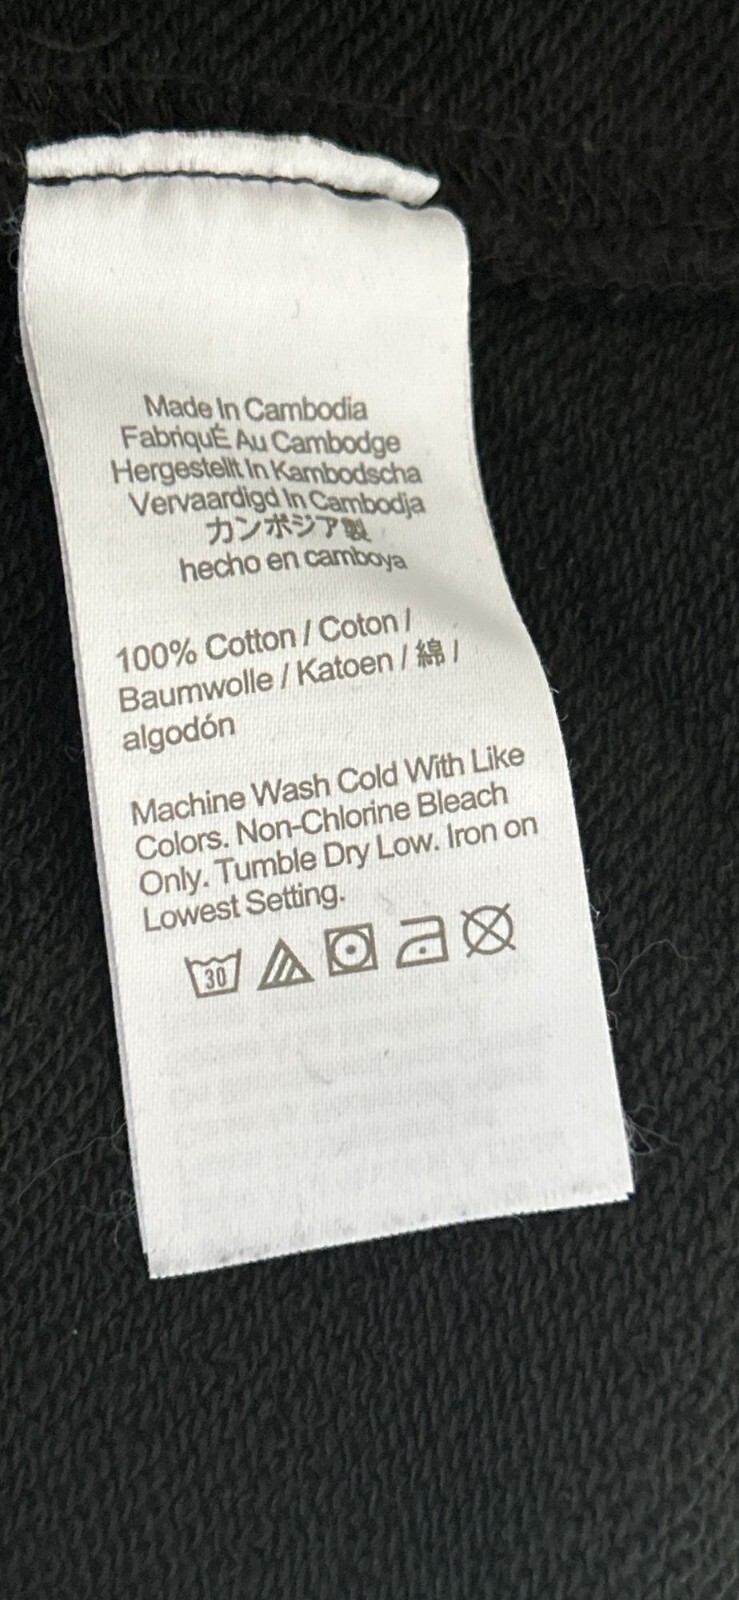 Made In Cambodia
FabriquÉ Au Cambodge
Hergestellt In Kambodscha
Vervaardigd In Cambodja
カンボジア製
hecho en camboya
100% Cotton / Coton /
Baumwolle / Katoen / 綿 /
algodón
Machine Wash Cold With Like
Colors. Non-Chlorine Bleach
Only. Tumble Dry Low. Iron on
Lowest Setting.
30